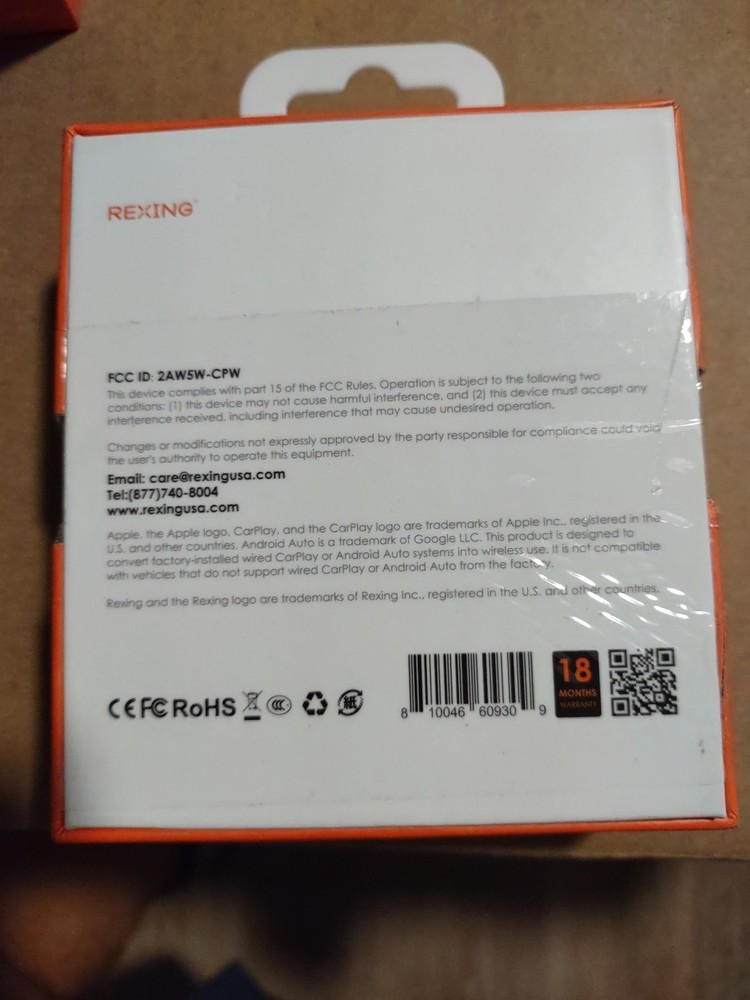 REXING
FCC ID: 2AW5W-CPW
This device complies with part 15 of the FCC Rules. Operation is subject to the following two
conditions: (1) this device may not cause harmful interference, and (2) this device must accept any
interference received, including interference that may cause undesired operation.
Changes or modifications not expressly approved by the party responsible for compliance could void
the user's authority to operate this equipment.
Email: care@rexingusa.com
Tel:(877)740-8004
www.rexingusa.com
Apple, the Apple logo, CarPlay, and the CarPlay logo are trademarks of Apple Inc., registered in the
U.S. and other countries. Android Auto is a trademark of Google LLC. This product is designed to
convert factory-installed wired CarPlay or Android Auto systems into wireless use. It is not compatible
with vehicles that do not support wired CarPlay or Android Auto from the factory.
Rexing and the Rexing logo are trademarks of Rexing Inc., registered in the U.S. and other countries.
CE FC RoHS CCC 紙
8 10046 60930 9
18
MONTHS
WARRANTY